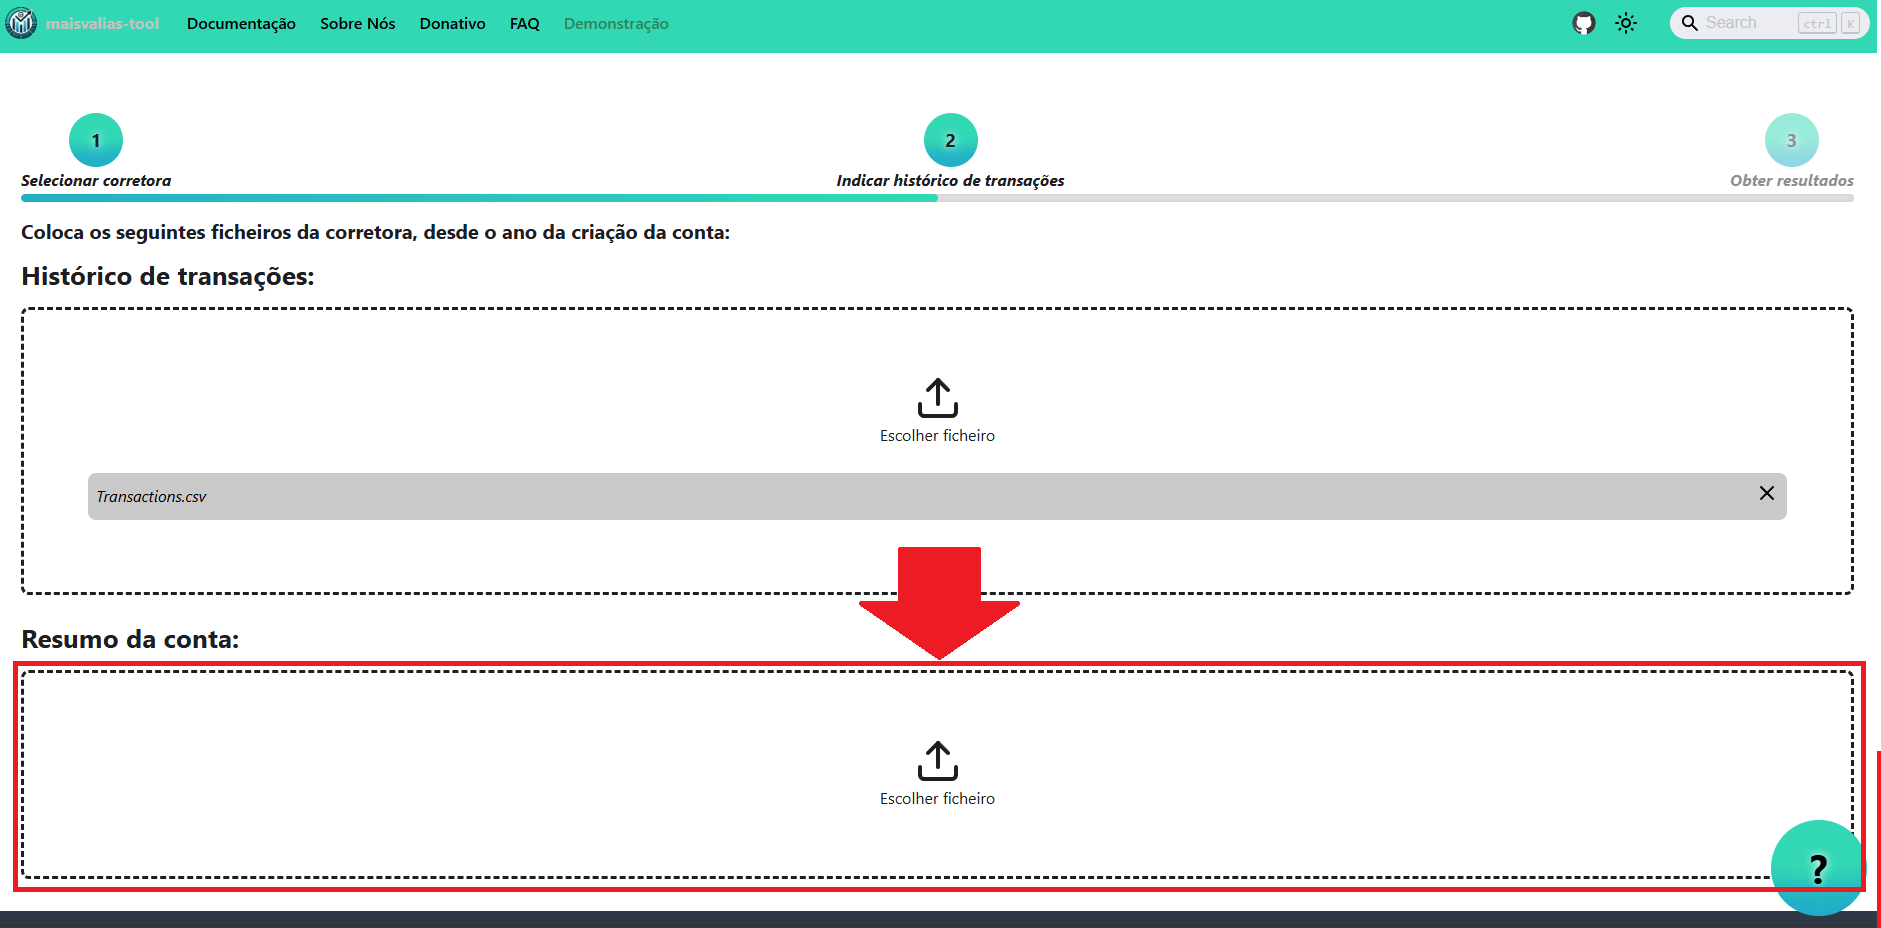 maisvalias-tool Documentação Sobre Nós Donativo FAQ Demonstração Search ctrl K
1 2 3
Selecionar corretora Indicar histórico de transações Obter resultados
Coloca os seguintes ficheiros da corretora, desde o ano da criação da conta:
Histórico de transações:
Escolher ficheiro
Transactions.csv
Resumo da conta:
Escolher ficheiro
?